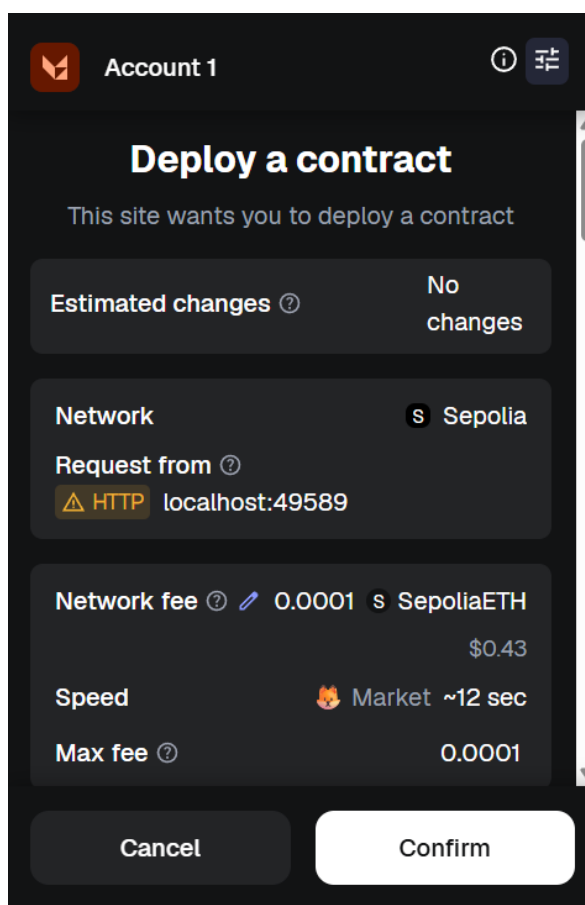 Account 1
Deploy a contract
This site wants you to deploy a contract
Estimated changes
No
changes
Network
S Sepolia
Request from
HTTP localhost:49589
Network fee 0.0001 S SepoliaETH
$0.43
Speed
Market ~12 sec
Max fee
0.0001
Cancel
Confirm